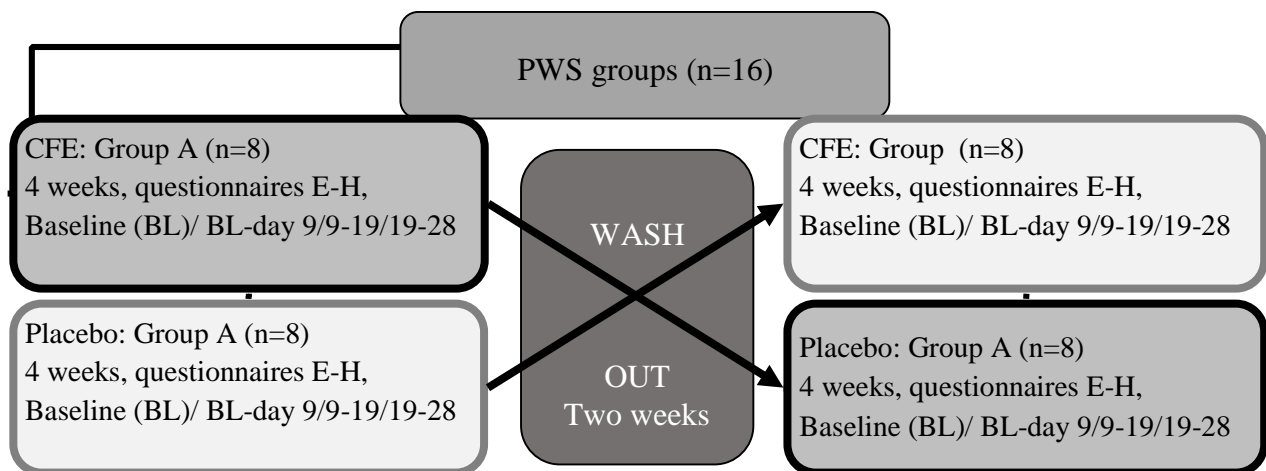 PWS groups (n=16)
CFE: Group A (n=8)
4 weeks, questionnaires E-H,
Baseline (BL)/ BL-day 9/9-19/19-28
Placebo: Group A (n=8)
4 weeks, questionnaires E-H,
Baseline (BL)/ BL-day 9/9-19/19-28
WASH
OUT
Two weeks
CFE: Group (n=8)
4 weeks, questionnaires E-H,
Baseline (BL)/ BL-day 9/9-19/19-28
Placebo: Group A (n=8)
4 weeks, questionnaires E-H,
Baseline (BL)/ BL-day 9/9-19/19-28